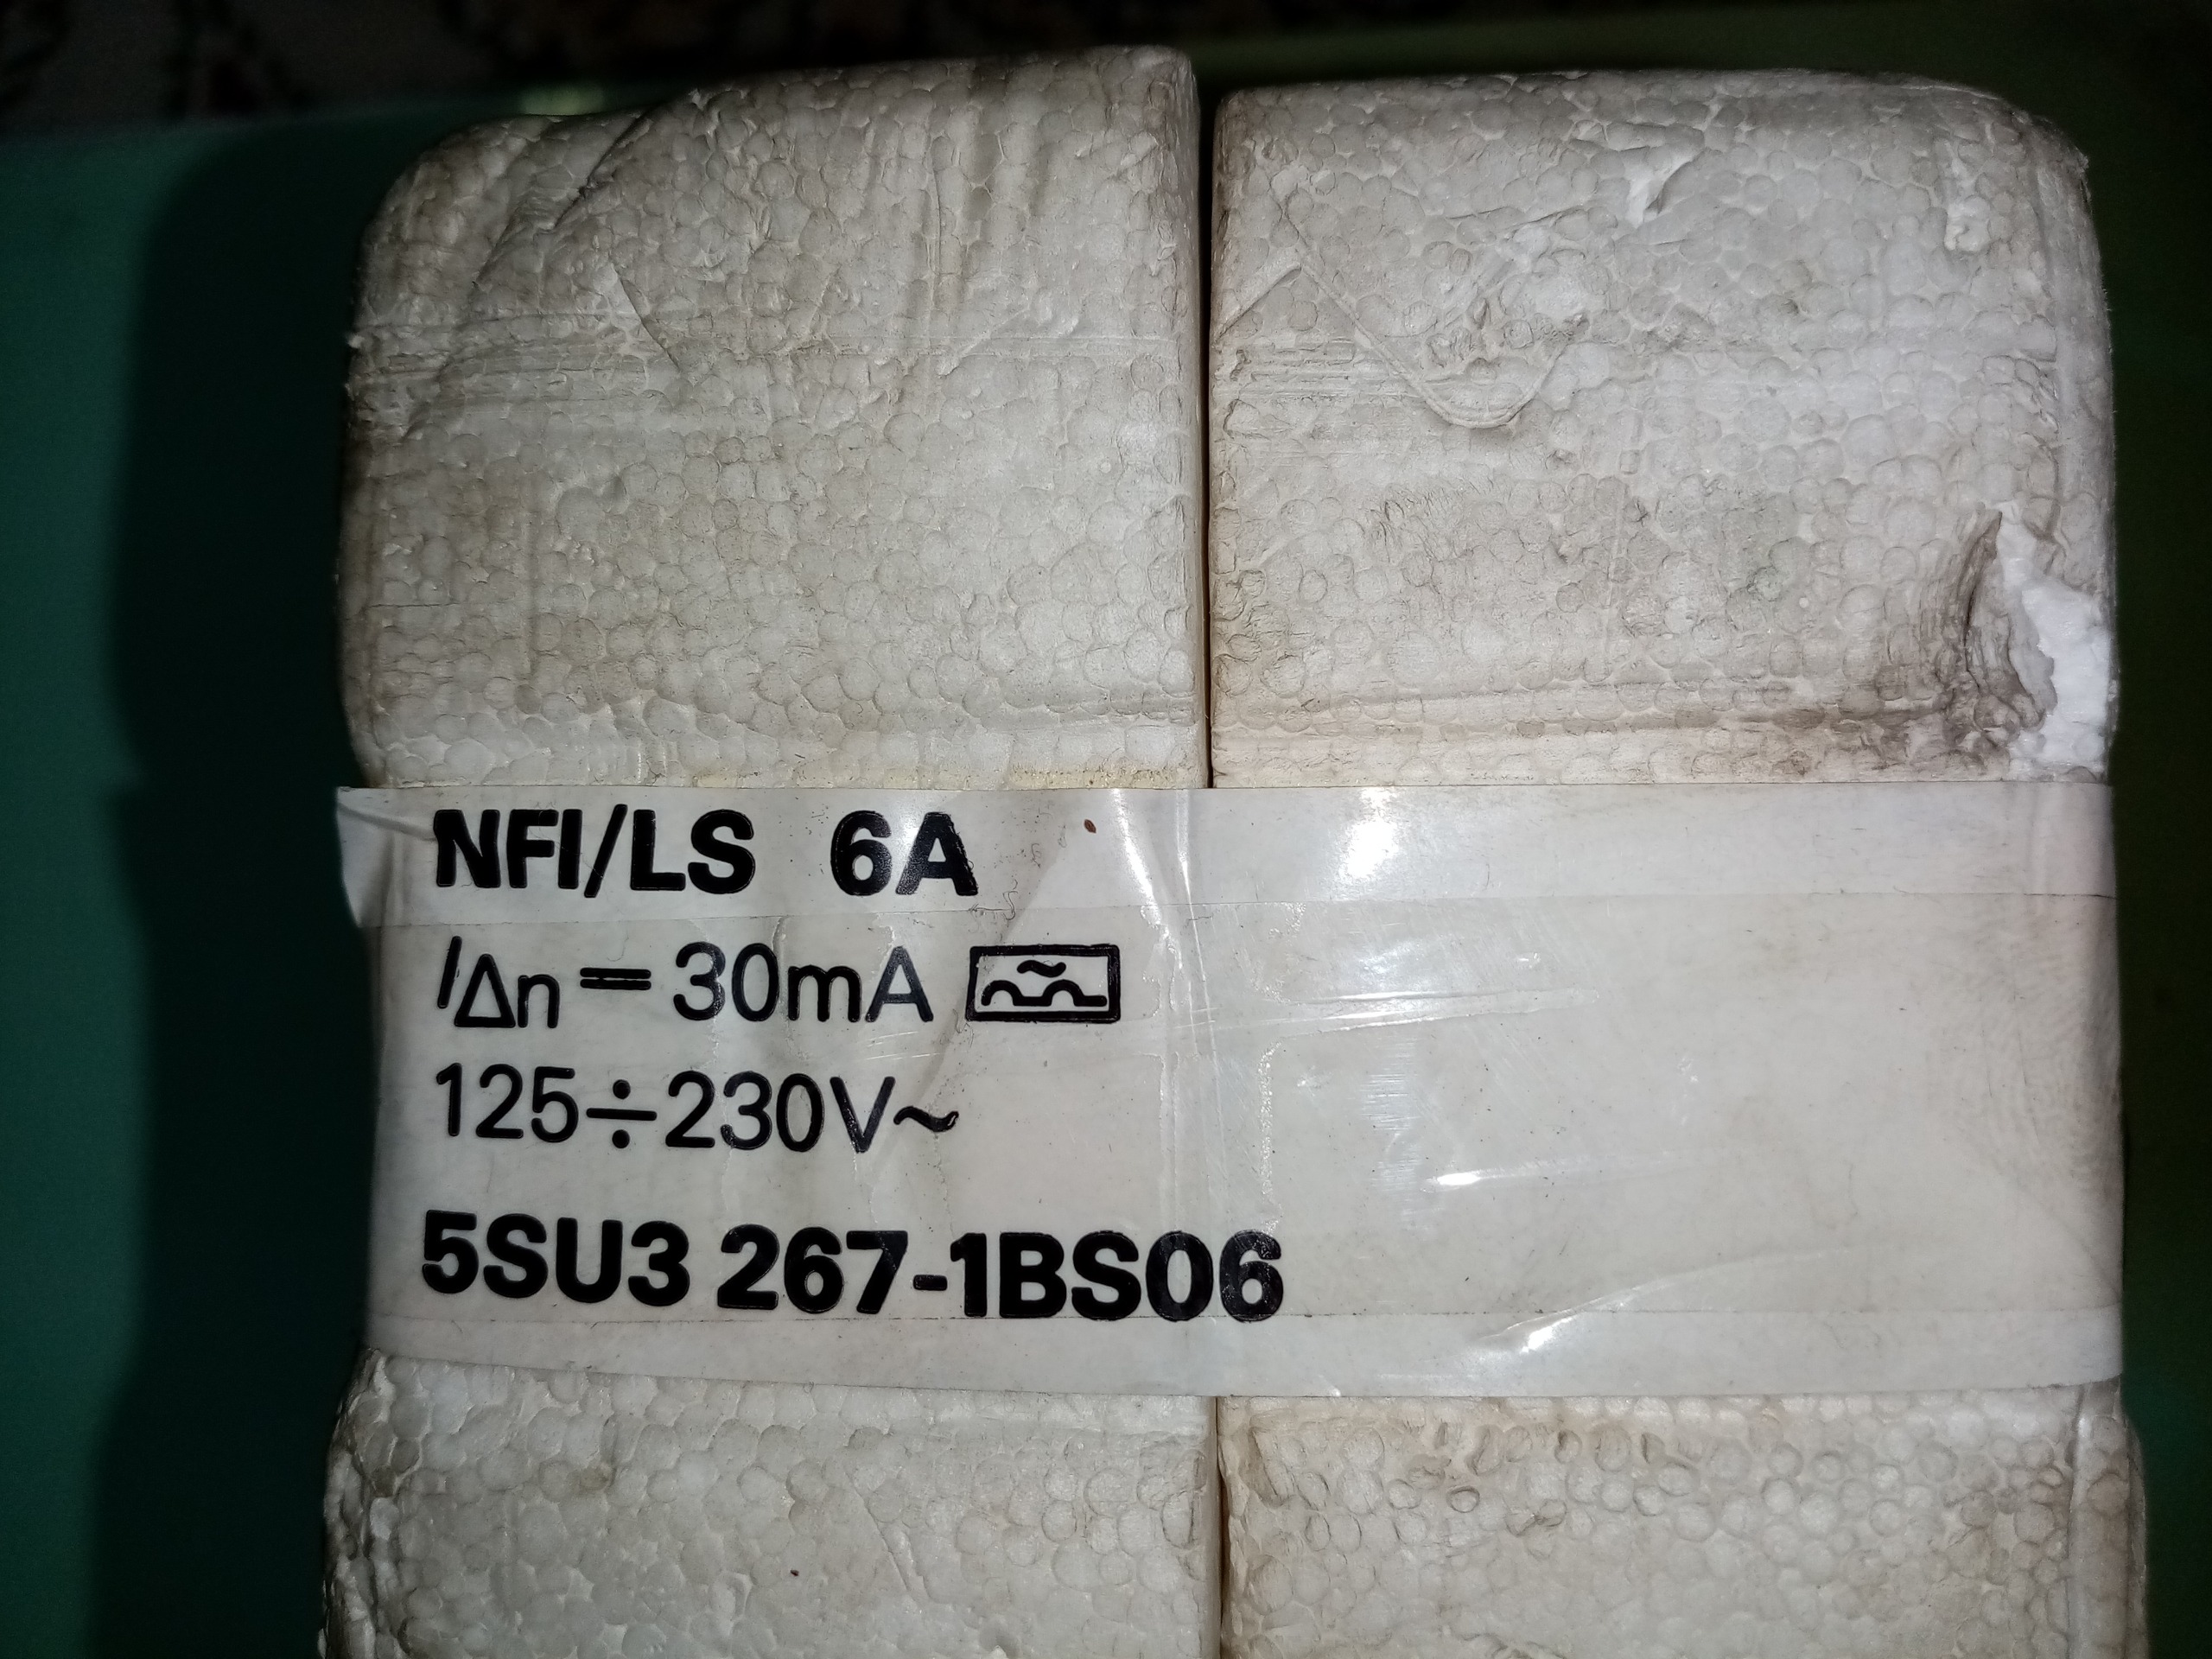 NFI/LS 6A
IΔn = 30mA
125÷230V~
5SU3 267-1BS06